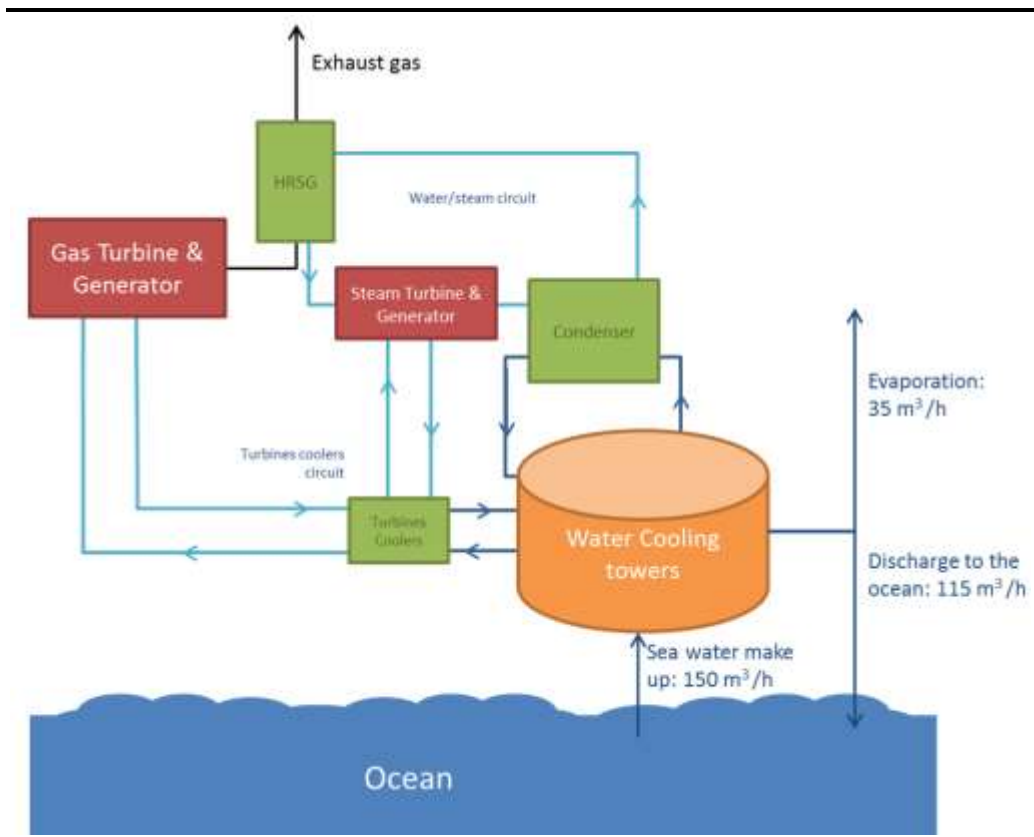 Exhaust gas
HRSG
Water/steam circuit
Gas Turbine &
Generator
Steam Turbine &
Generator
Condenser
Evaporation:
35 m³/h
Turbines coolers
circuit
Turbines
Coolers
Water Cooling
towers
Discharge to the
ocean: 115 m³/h
Sea water make
up: 150 m³/h
Ocean